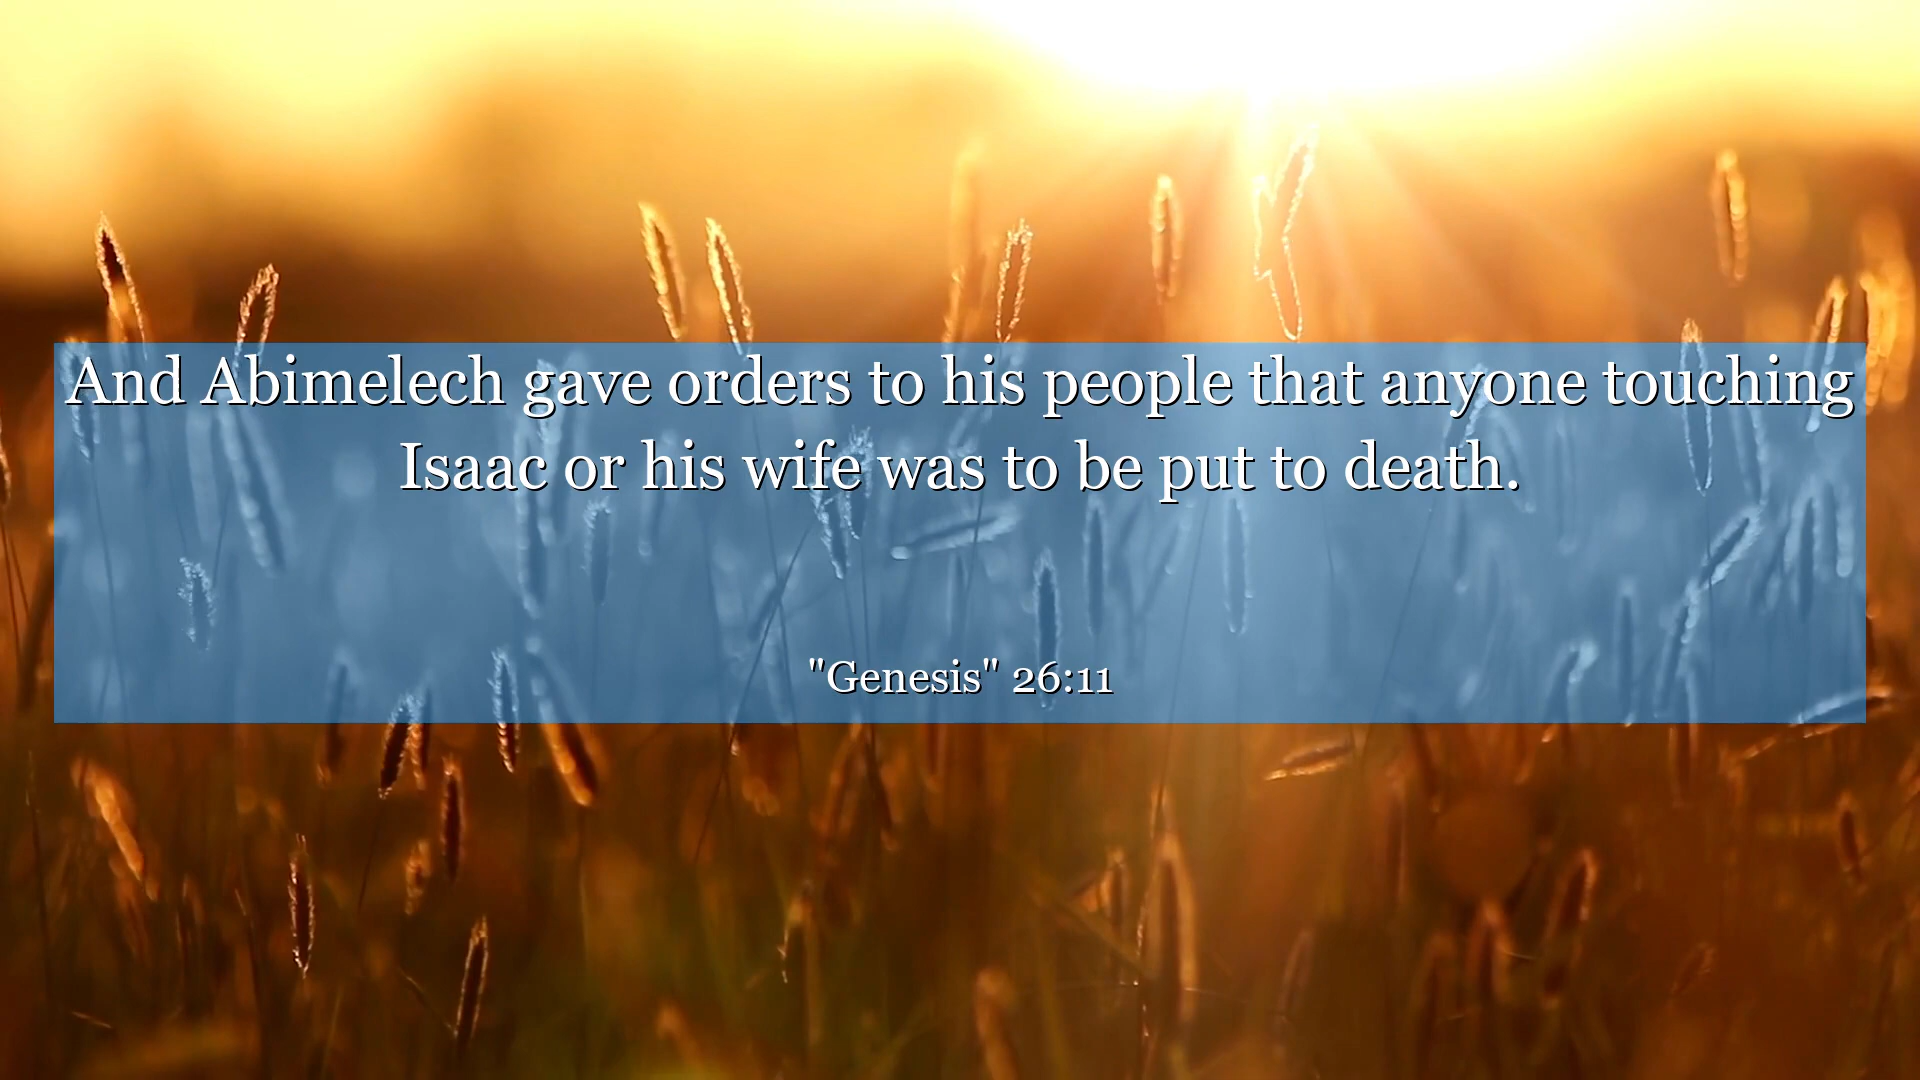 And Abimelech gave orders to his people that anyone touching
Isaac or his wife was to be put to death.
"Genesis" 26:11